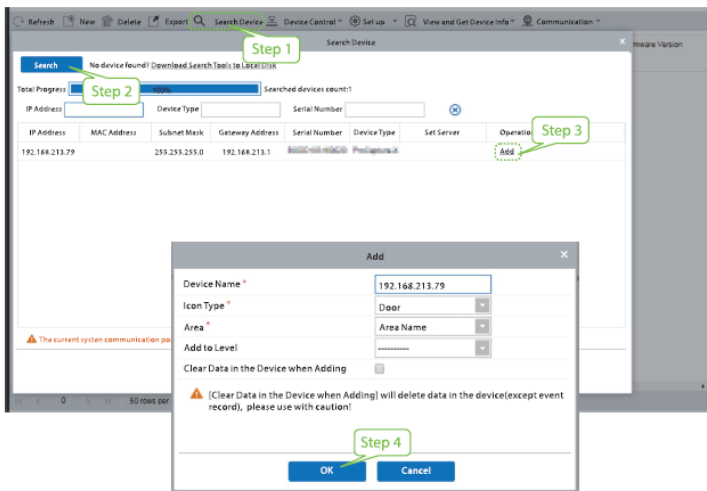 Refresh New Delete Export Search Device Device Control Set up View and Get Device Info Communication
Step 1
Search Device
mware Version
Search No device found? Download Search Tools to Local Disk
Step 2
Total Progress 100% Searched devices count:1
IP Address Device Type Serial Number
IP Address MAC Address Subnet Mask Gateway Address Serial Number Device Type Set Server
Step 3
192.168.213.79 255.255.255.0 192.168.213.1 Add
Add
Device Name * 192.168.213.79
Icon Type * Door
Area * Area Name
Add to Level ----------
Clear Data in the Device when Adding
The current system communication po
[Clear Data in the Device when Adding] will delete data in the device(except event
record), please use with caution!
0 50 rows per
Step 4
OK Cancel